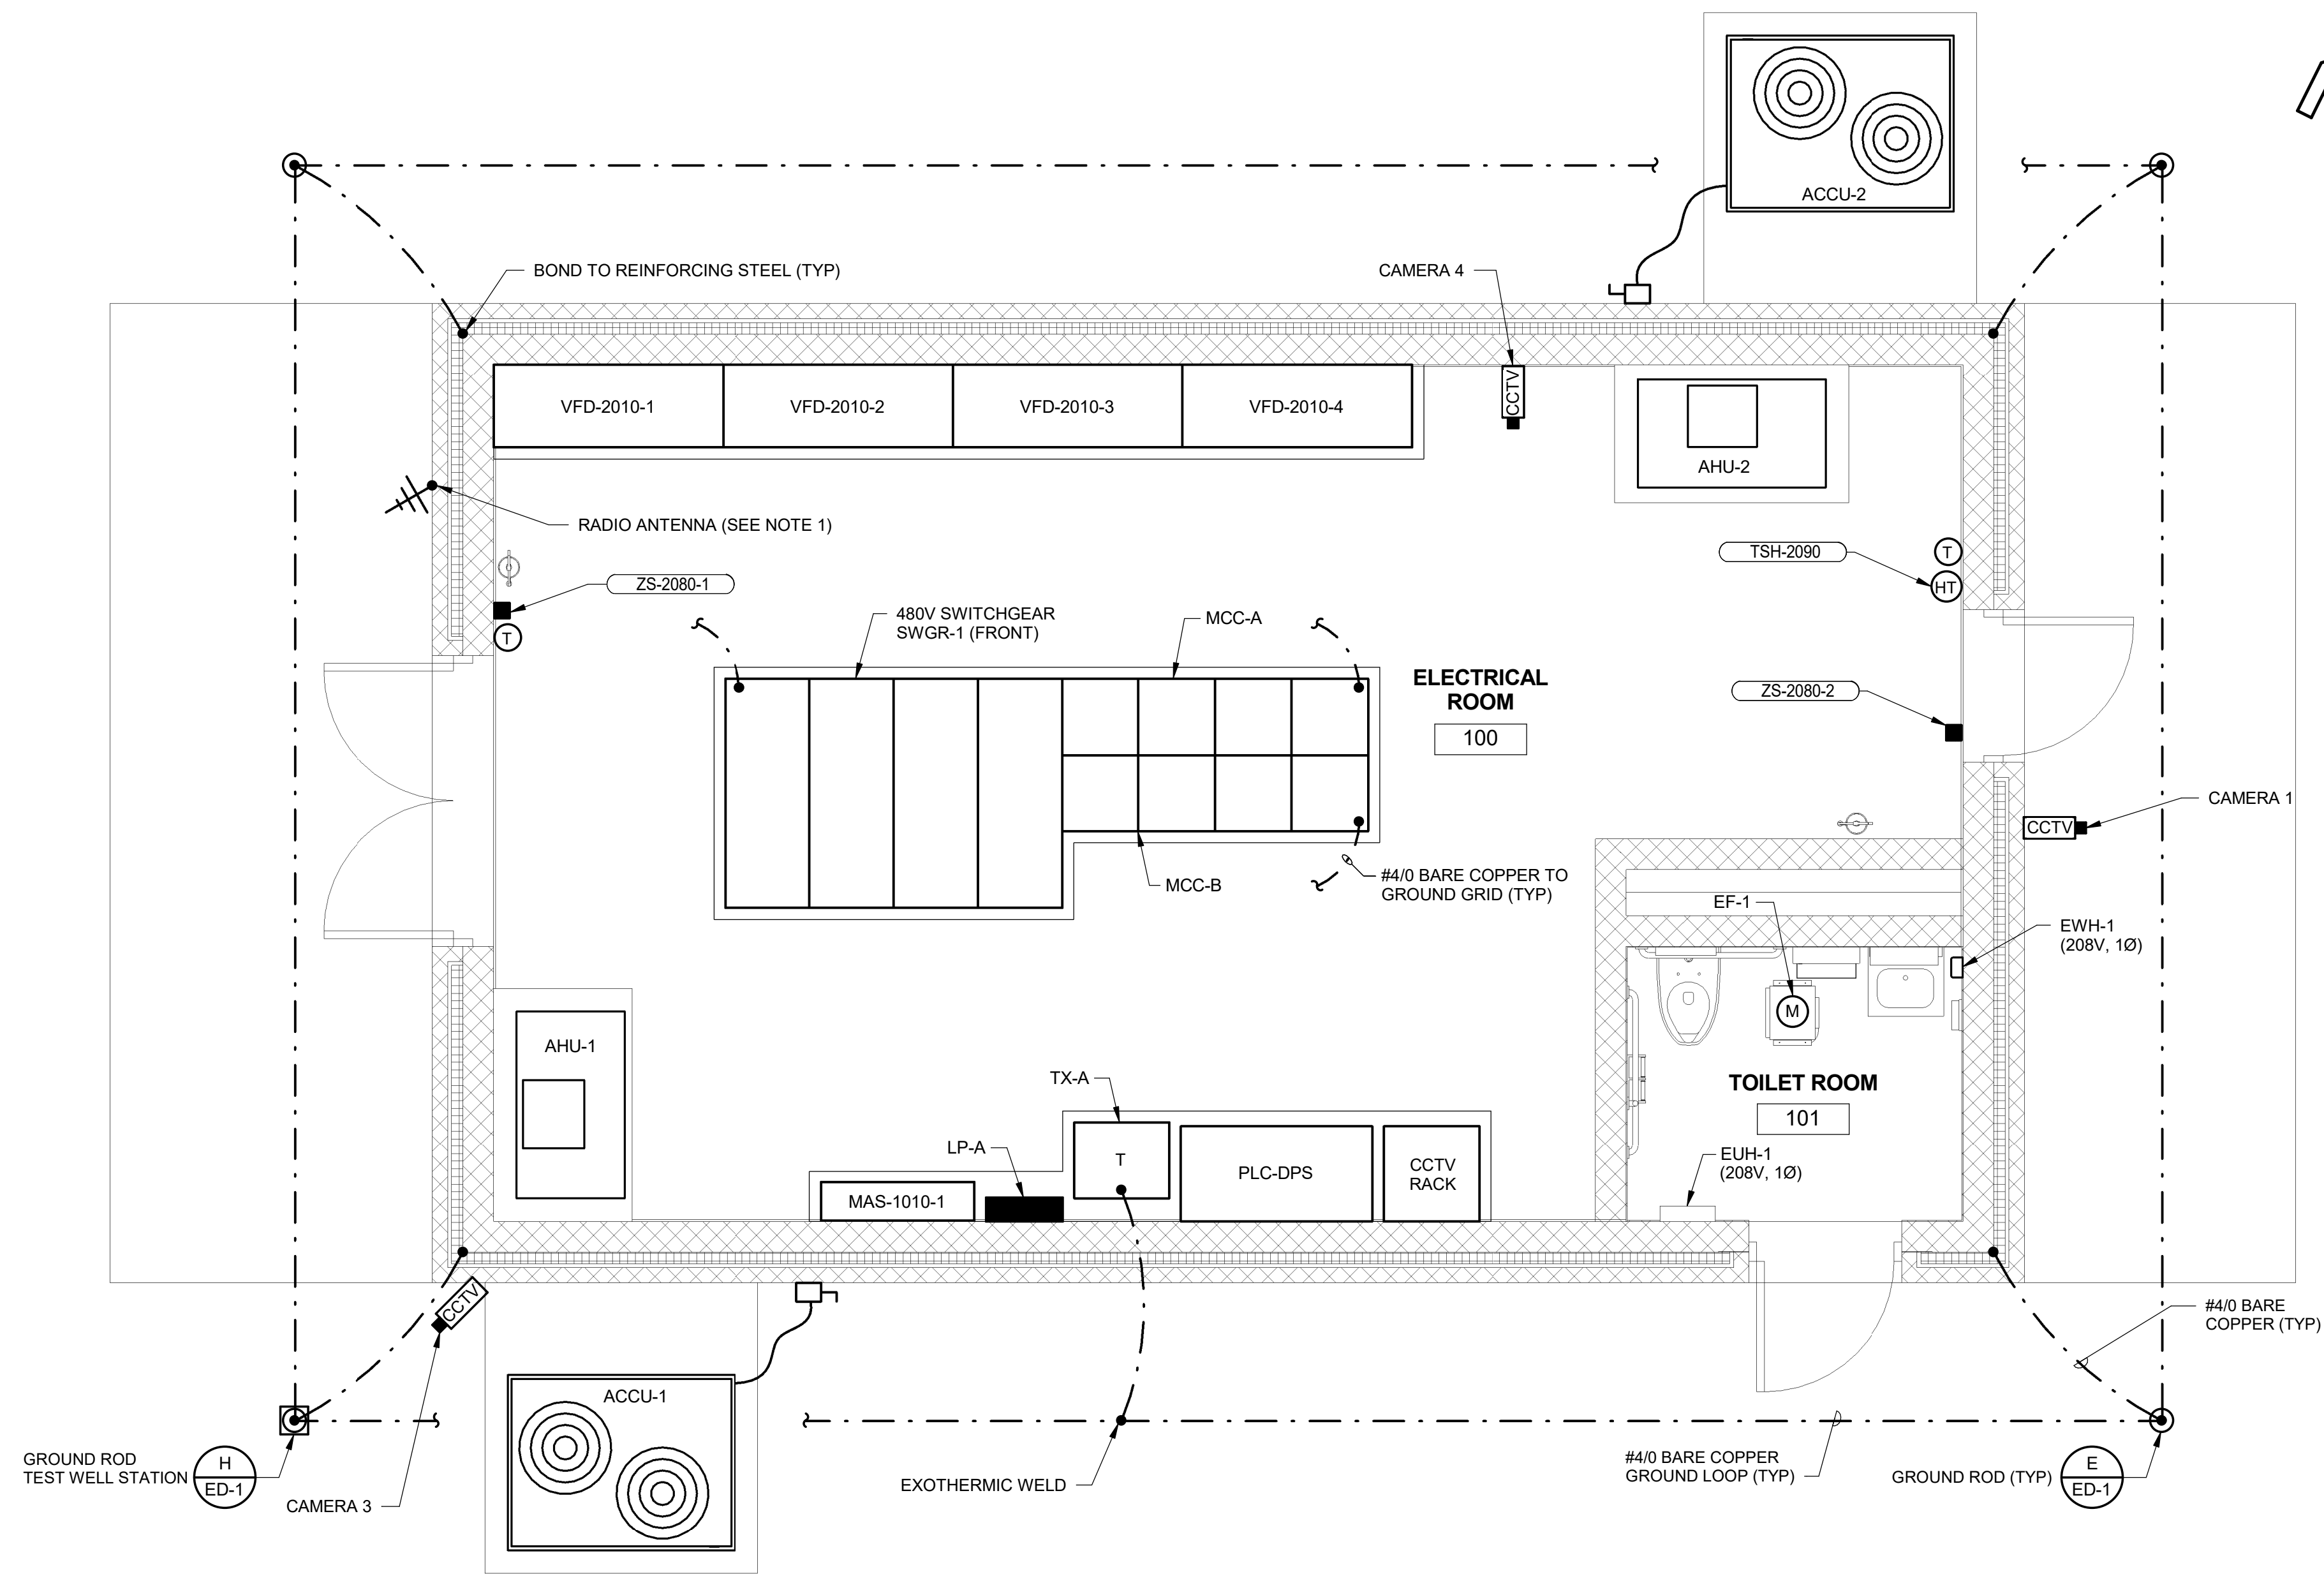 ACCU-2
BOND TO REINFORCING STEEL (TYP)
CAMERA 4
CCTV
VFD-2010-1
VFD-2010-2
VFD-2010-3
VFD-2010-4
AHU-2
RADIO ANTENNA (SEE NOTE 1)
TSH-2090
T
HT
ZS-2080-1
T
480V SWITCHGEAR
SWGR-1 (FRONT)
MCC-A
ELECTRICAL
ROOM
100
ZS-2080-2
CAMERA 1
CCTV
MCC-B
#4/0 BARE COPPER TO
GROUND GRID (TYP)
EF-1
EWH-1
(208V, 1Ø)
M
AHU-1
TX-A
TOILET ROOM
101
LP-A
T
EUH-1
(208V, 1Ø)
MAS-1010-1
PLC-DPS
CCTV
RACK
CCTV
#4/0 BARE
COPPER (TYP)
ACCU-1
GROUND ROD
TEST WELL STATION
H
ED-1
CAMERA 3
EXOTHERMIC WELD
#4/0 BARE COPPER
GROUND LOOP (TYP)
GROUND ROD (TYP)
E
ED-1